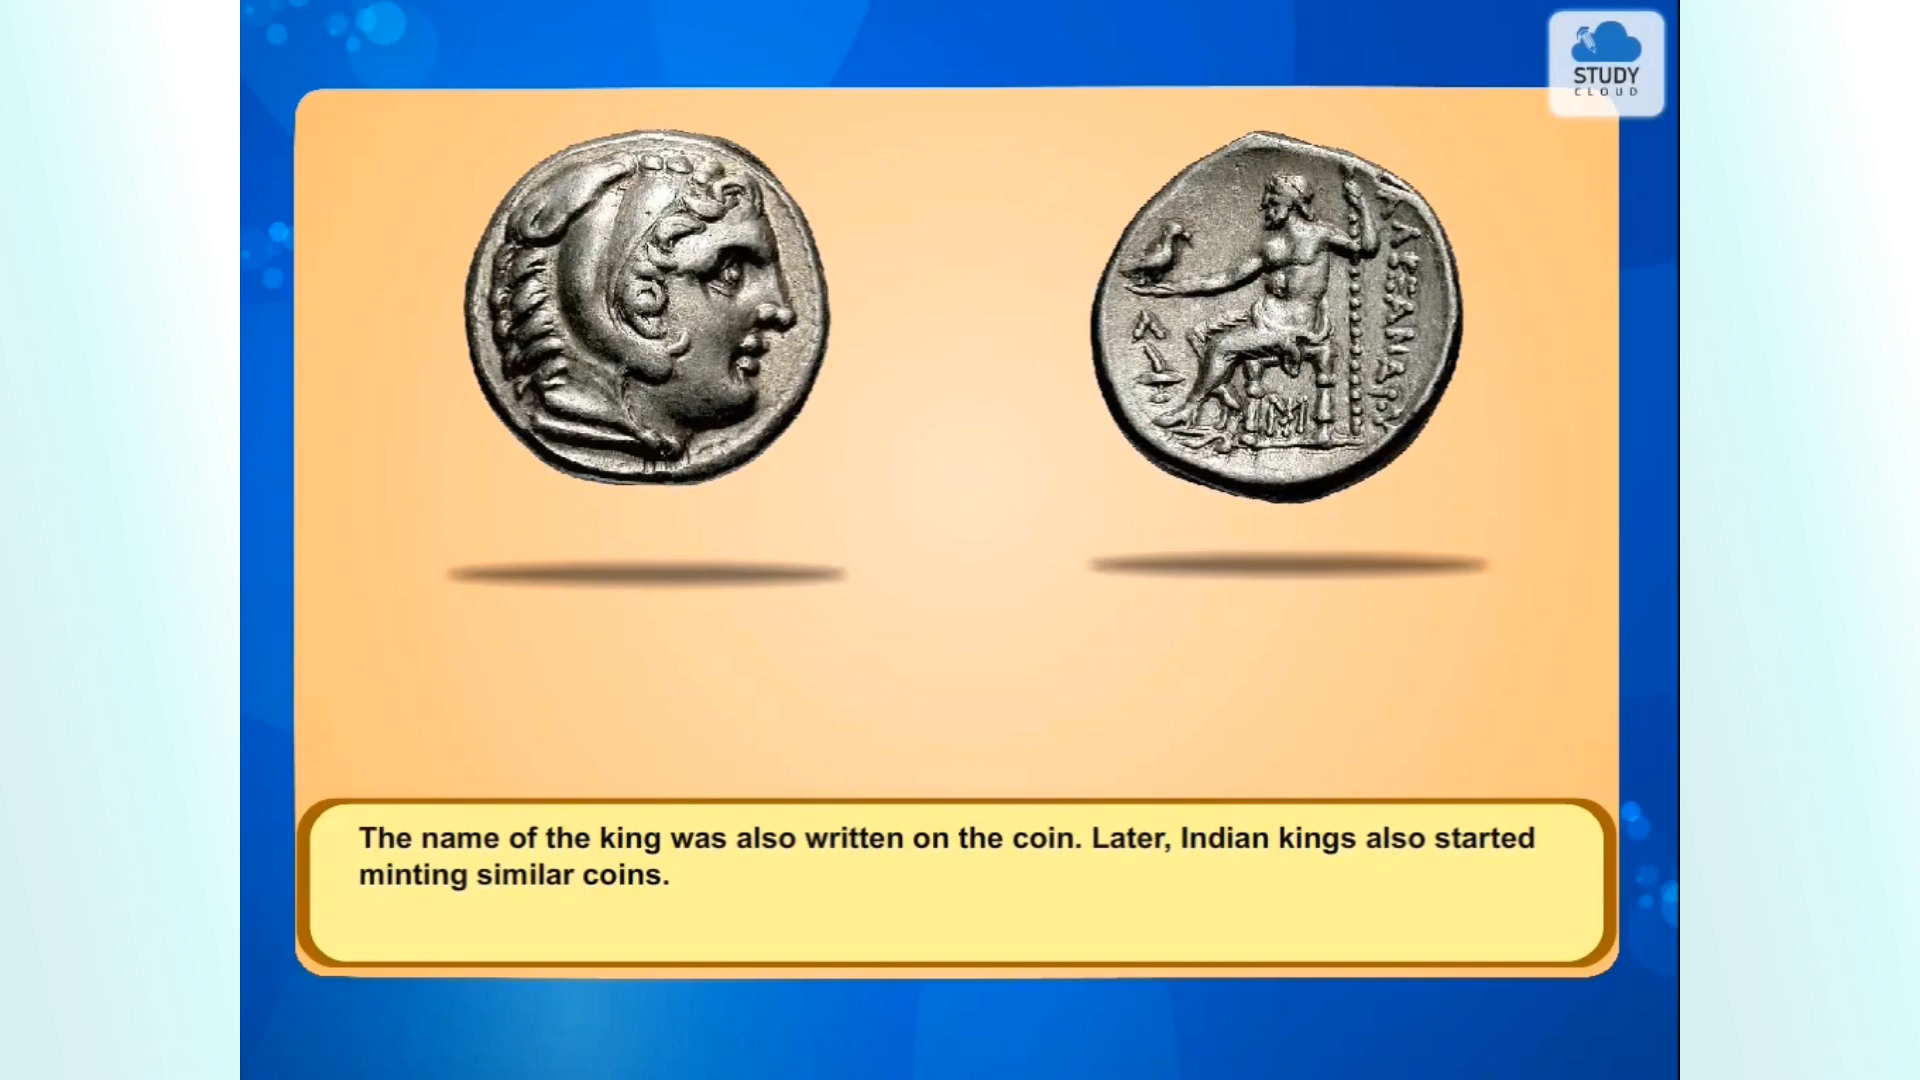 STUDY
CLOUD
ΑΛΕΞΑΝΔΡΟΥ
The name of the king was also written on the coin. Later, Indian kings also started
minting similar coins.